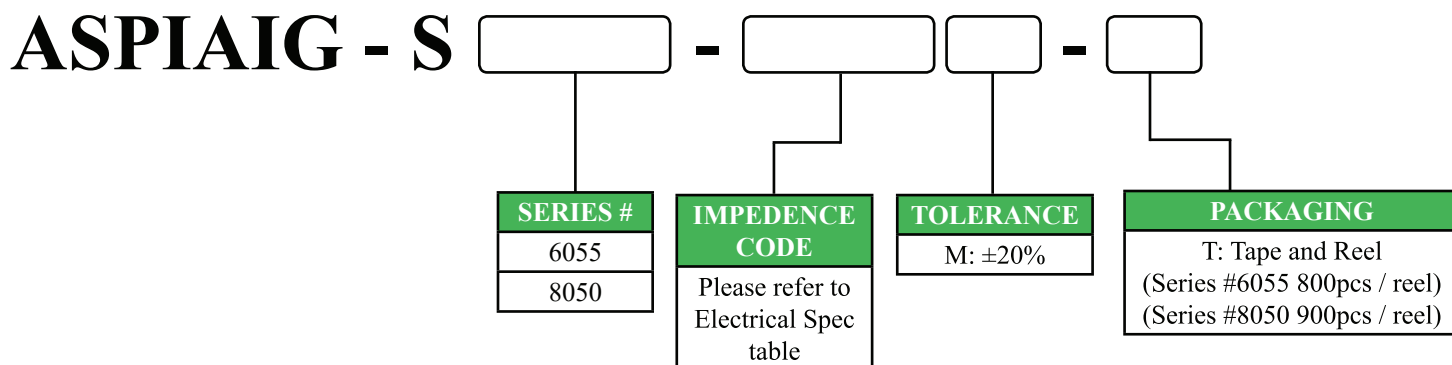 ASPIAIG - S - -
SERIES #
6055
8050
IMPEDENCE
CODE
Please refer to
Electrical Spec
table
TOLERANCE
M: ±20%
PACKAGING
T: Tape and Reel
(Series #6055 800pcs / reel)
(Series #8050 900pcs / reel)